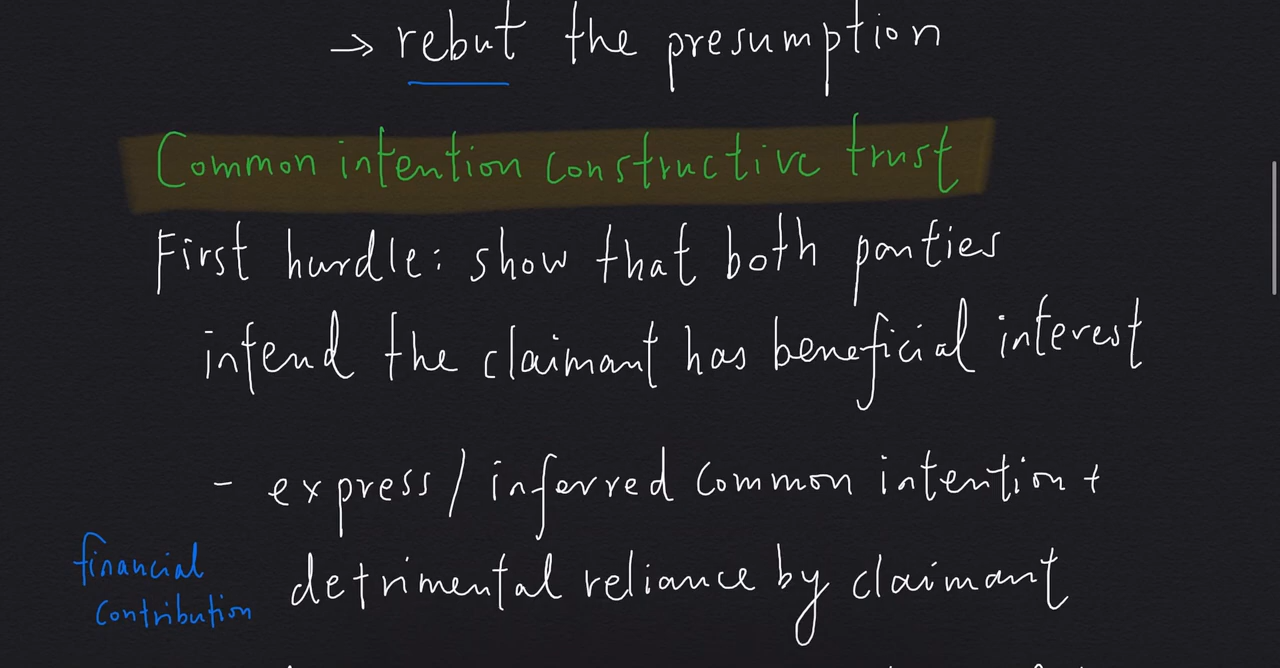 → rebut the presumption
Common intention constructive trust
First hurdle: show that both parties
intend the claimant has beneficial interest
- express / inferred common intention +
financial
detrimental reliance by claimant
contribution